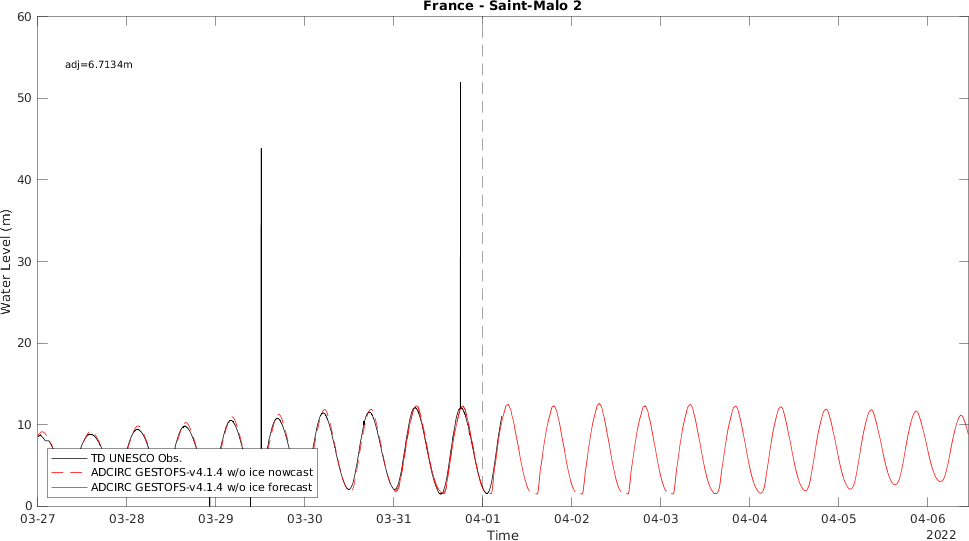 France - Saint-Malo 2
60
adj=6.7134m
50
40
30
20
10
0
Water Level (m)
TD UNESCO Obs.
ADCIRC GESTOFS-v4.1.4 w/o ice nowcast
ADCIRC GESTOFS-v4.1.4 w/o ice forecast
03-27 03-28 03-29 03-30 03-31 04-01 04-02 04-03 04-04 04-05 04-06
Time
2022